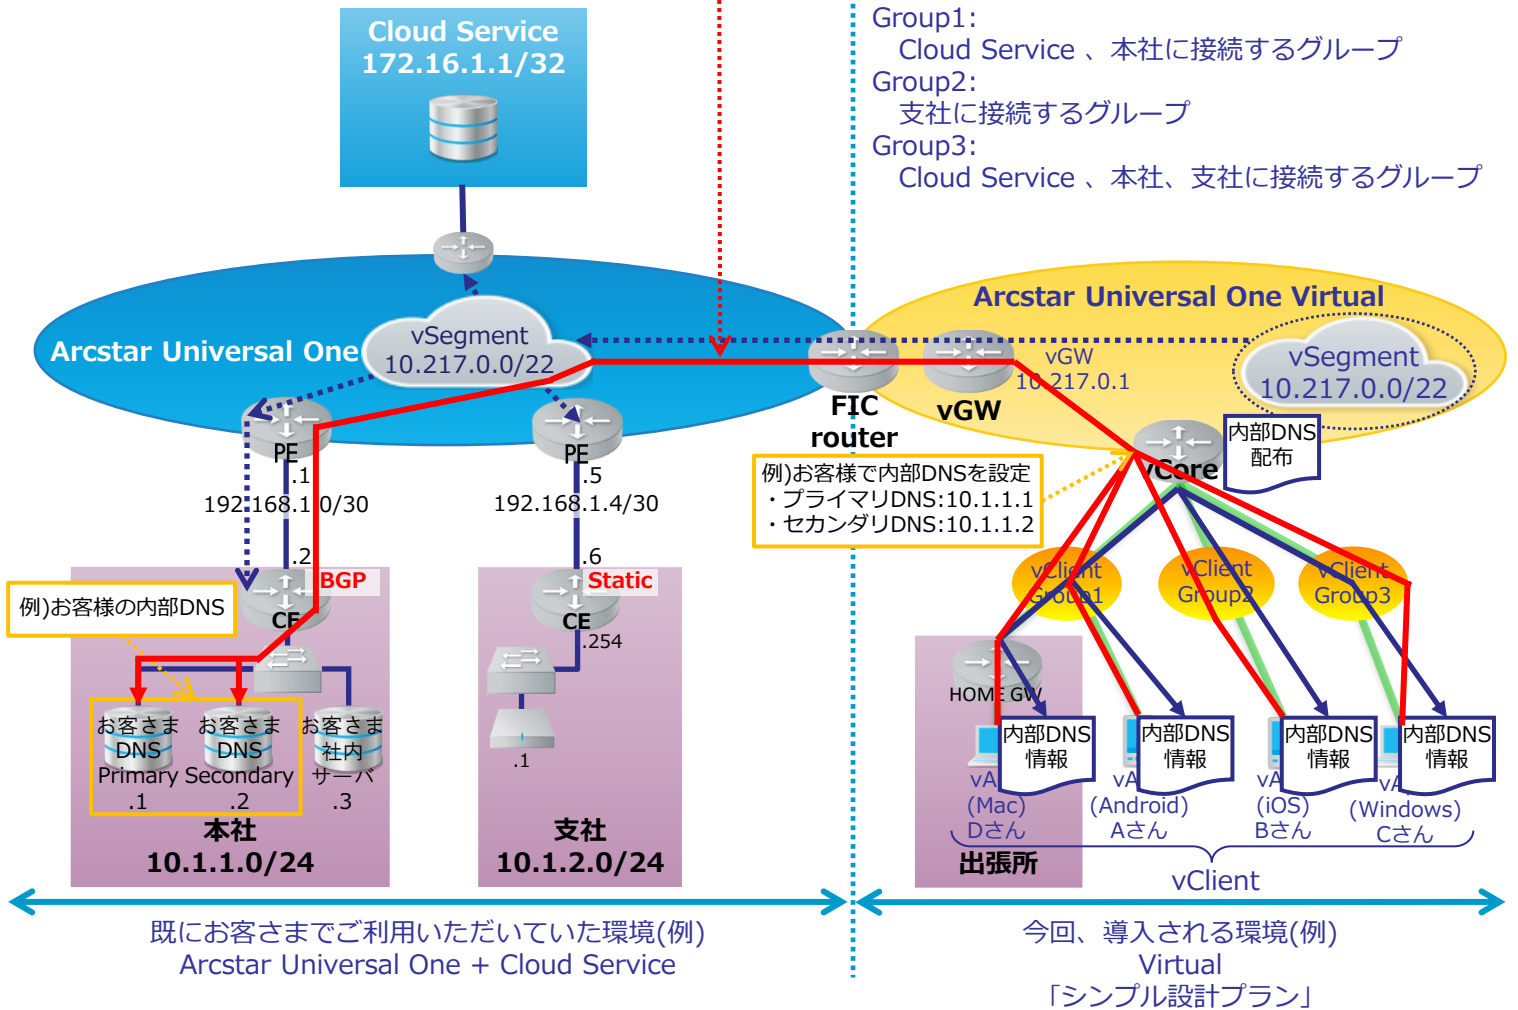 Cloud Service
172.16.1.1/32
Group1:
Cloud Service 、本社に接続するグループ
Group2:
支社に接続するグループ
Group3:
Cloud Service 、本社、支社に接続するグループ
Arcstar Universal One
vSegment
10.217.0.0/22
Arcstar Universal One Virtual
vSegment
10.217.0.0/22
vGW
10.217.0.1
FIC
router
vGW
vCore
内部DNS
配布
PE
.1
192.168.1.0/30
.2
PE
.5
192.168.1.4/30
.6
例)お客様で内部DNSを設定
・プライマリDNS:10.1.1.1
・セカンダリDNS:10.1.1.2
BGP
CE
Static
CE
.254
例)お客様の内部DNS
vClient
Group1
vClient
Group2
vClient
Group3
HOME GW
お客さま
DNS
Primary
.1
お客さま
DNS
Secondary
.2
お客さま
社内
サーバ
.3
.1
本社
10.1.1.0/24
支社
10.1.2.0/24
内部DNS
情報
内部DNS
情報
内部DNS
情報
内部DNS
情報
vA
(Mac)
Dさん
vA
(Android)
Aさん
vA
(iOS)
Bさん
vA
(Windows)
Cさん
出張所
vClient
既にお客さまでご利用いただいていた環境(例)
Arcstar Universal One + Cloud Service
今回、導入される環境(例)
Virtual
「シンプル設計プラン」